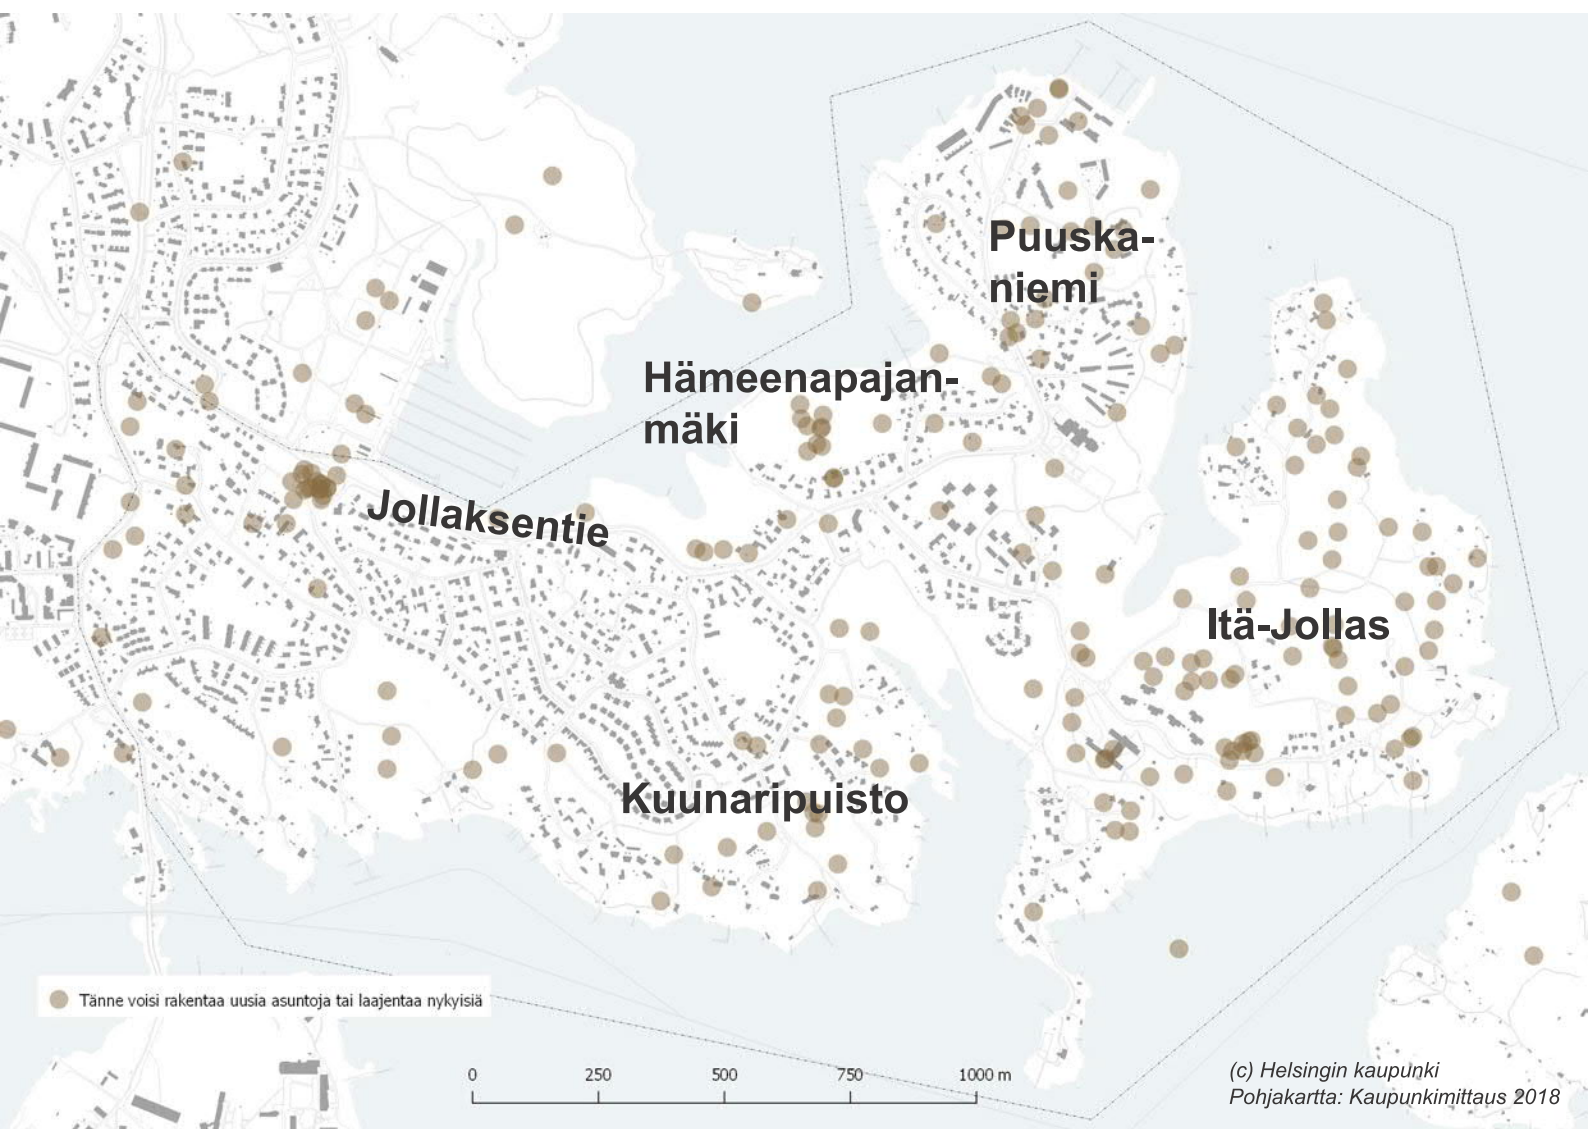 Puuska-
niemi
Hämeenapajan-
mäki
Jollaksentie
Itä-Jollas
Kuunaripuisto
Tänne voisi rakentaa uusia asuntoja tai laajentaa nykyisiä
0 250 500 750 1000 m
(c) Helsingin kaupunki
Pohjakartta: Kaupunkimittaus 2018